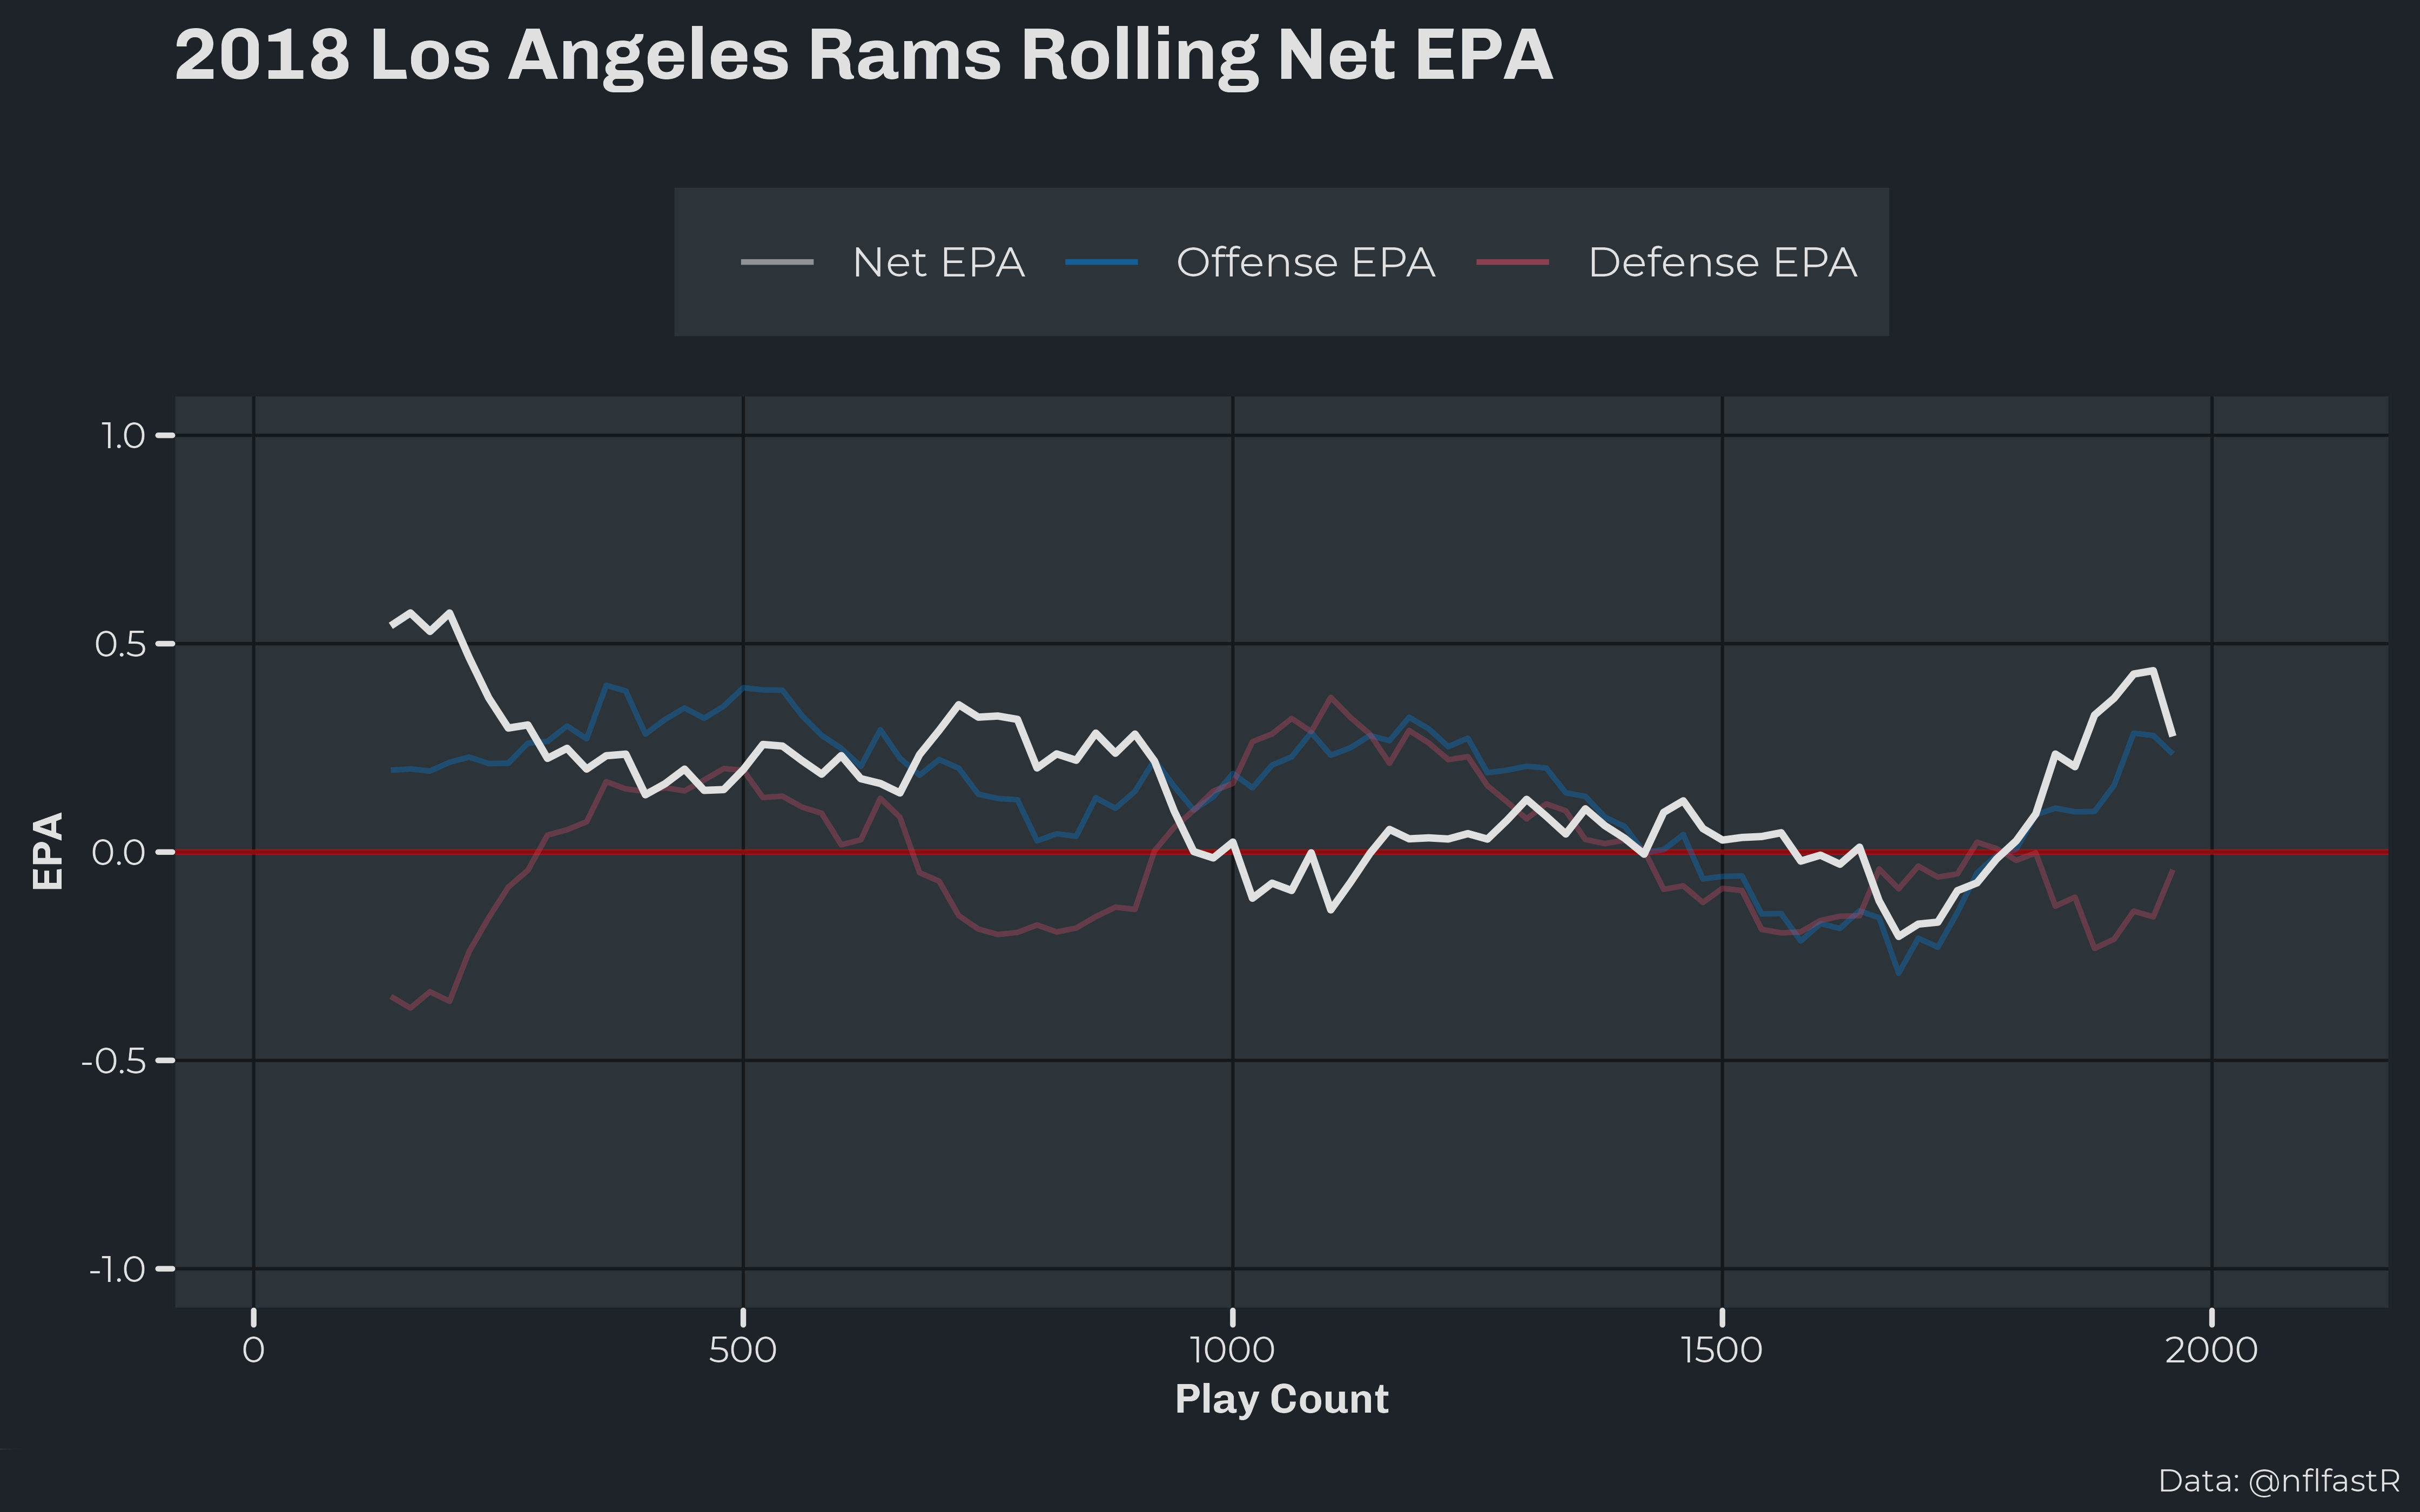 2018 Los Angeles Rams Rolling Net EPA
Net EPA Offense EPA Defense EPA
1.0
0.5
0.0
-0.5
-1.0
EPA
0 500 1000 1500 2000
Play Count
Data: @nflfastR